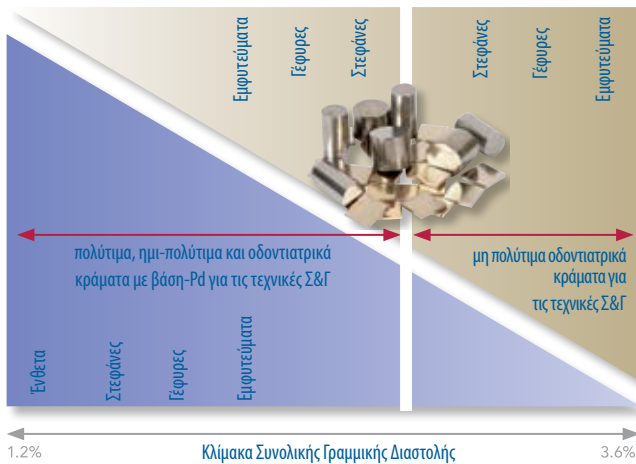 Εμφυτεύματα
Γέφυρες
Στεφάνες
Στεφάνες
Γέφυρες
Εμφυτεύματα
πολύτιμα, ημι-πολύτιμα και οδοντιατρικά
κράματα με βάση-Pd για τις τεχνικές Σ&Γ
μη πολύτιμα οδοντιατρικά
κράματα για
τις τεχνικές Σ&Γ
Ένθετα
Στεφάνες
Γέφυρες
Εμφυτεύματα
1.2%
Κλίμακα Συνολικής Γραμμικής Διαστολής
3.6%